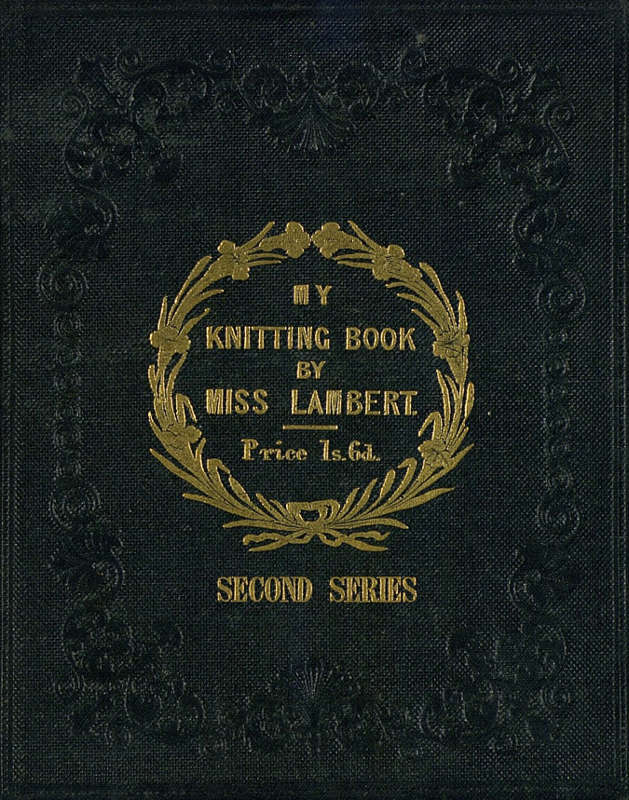 MY
KNITTING BOOK
BY
MISS LAMBERT.
Price 1s.6d.
SECOND SERIES